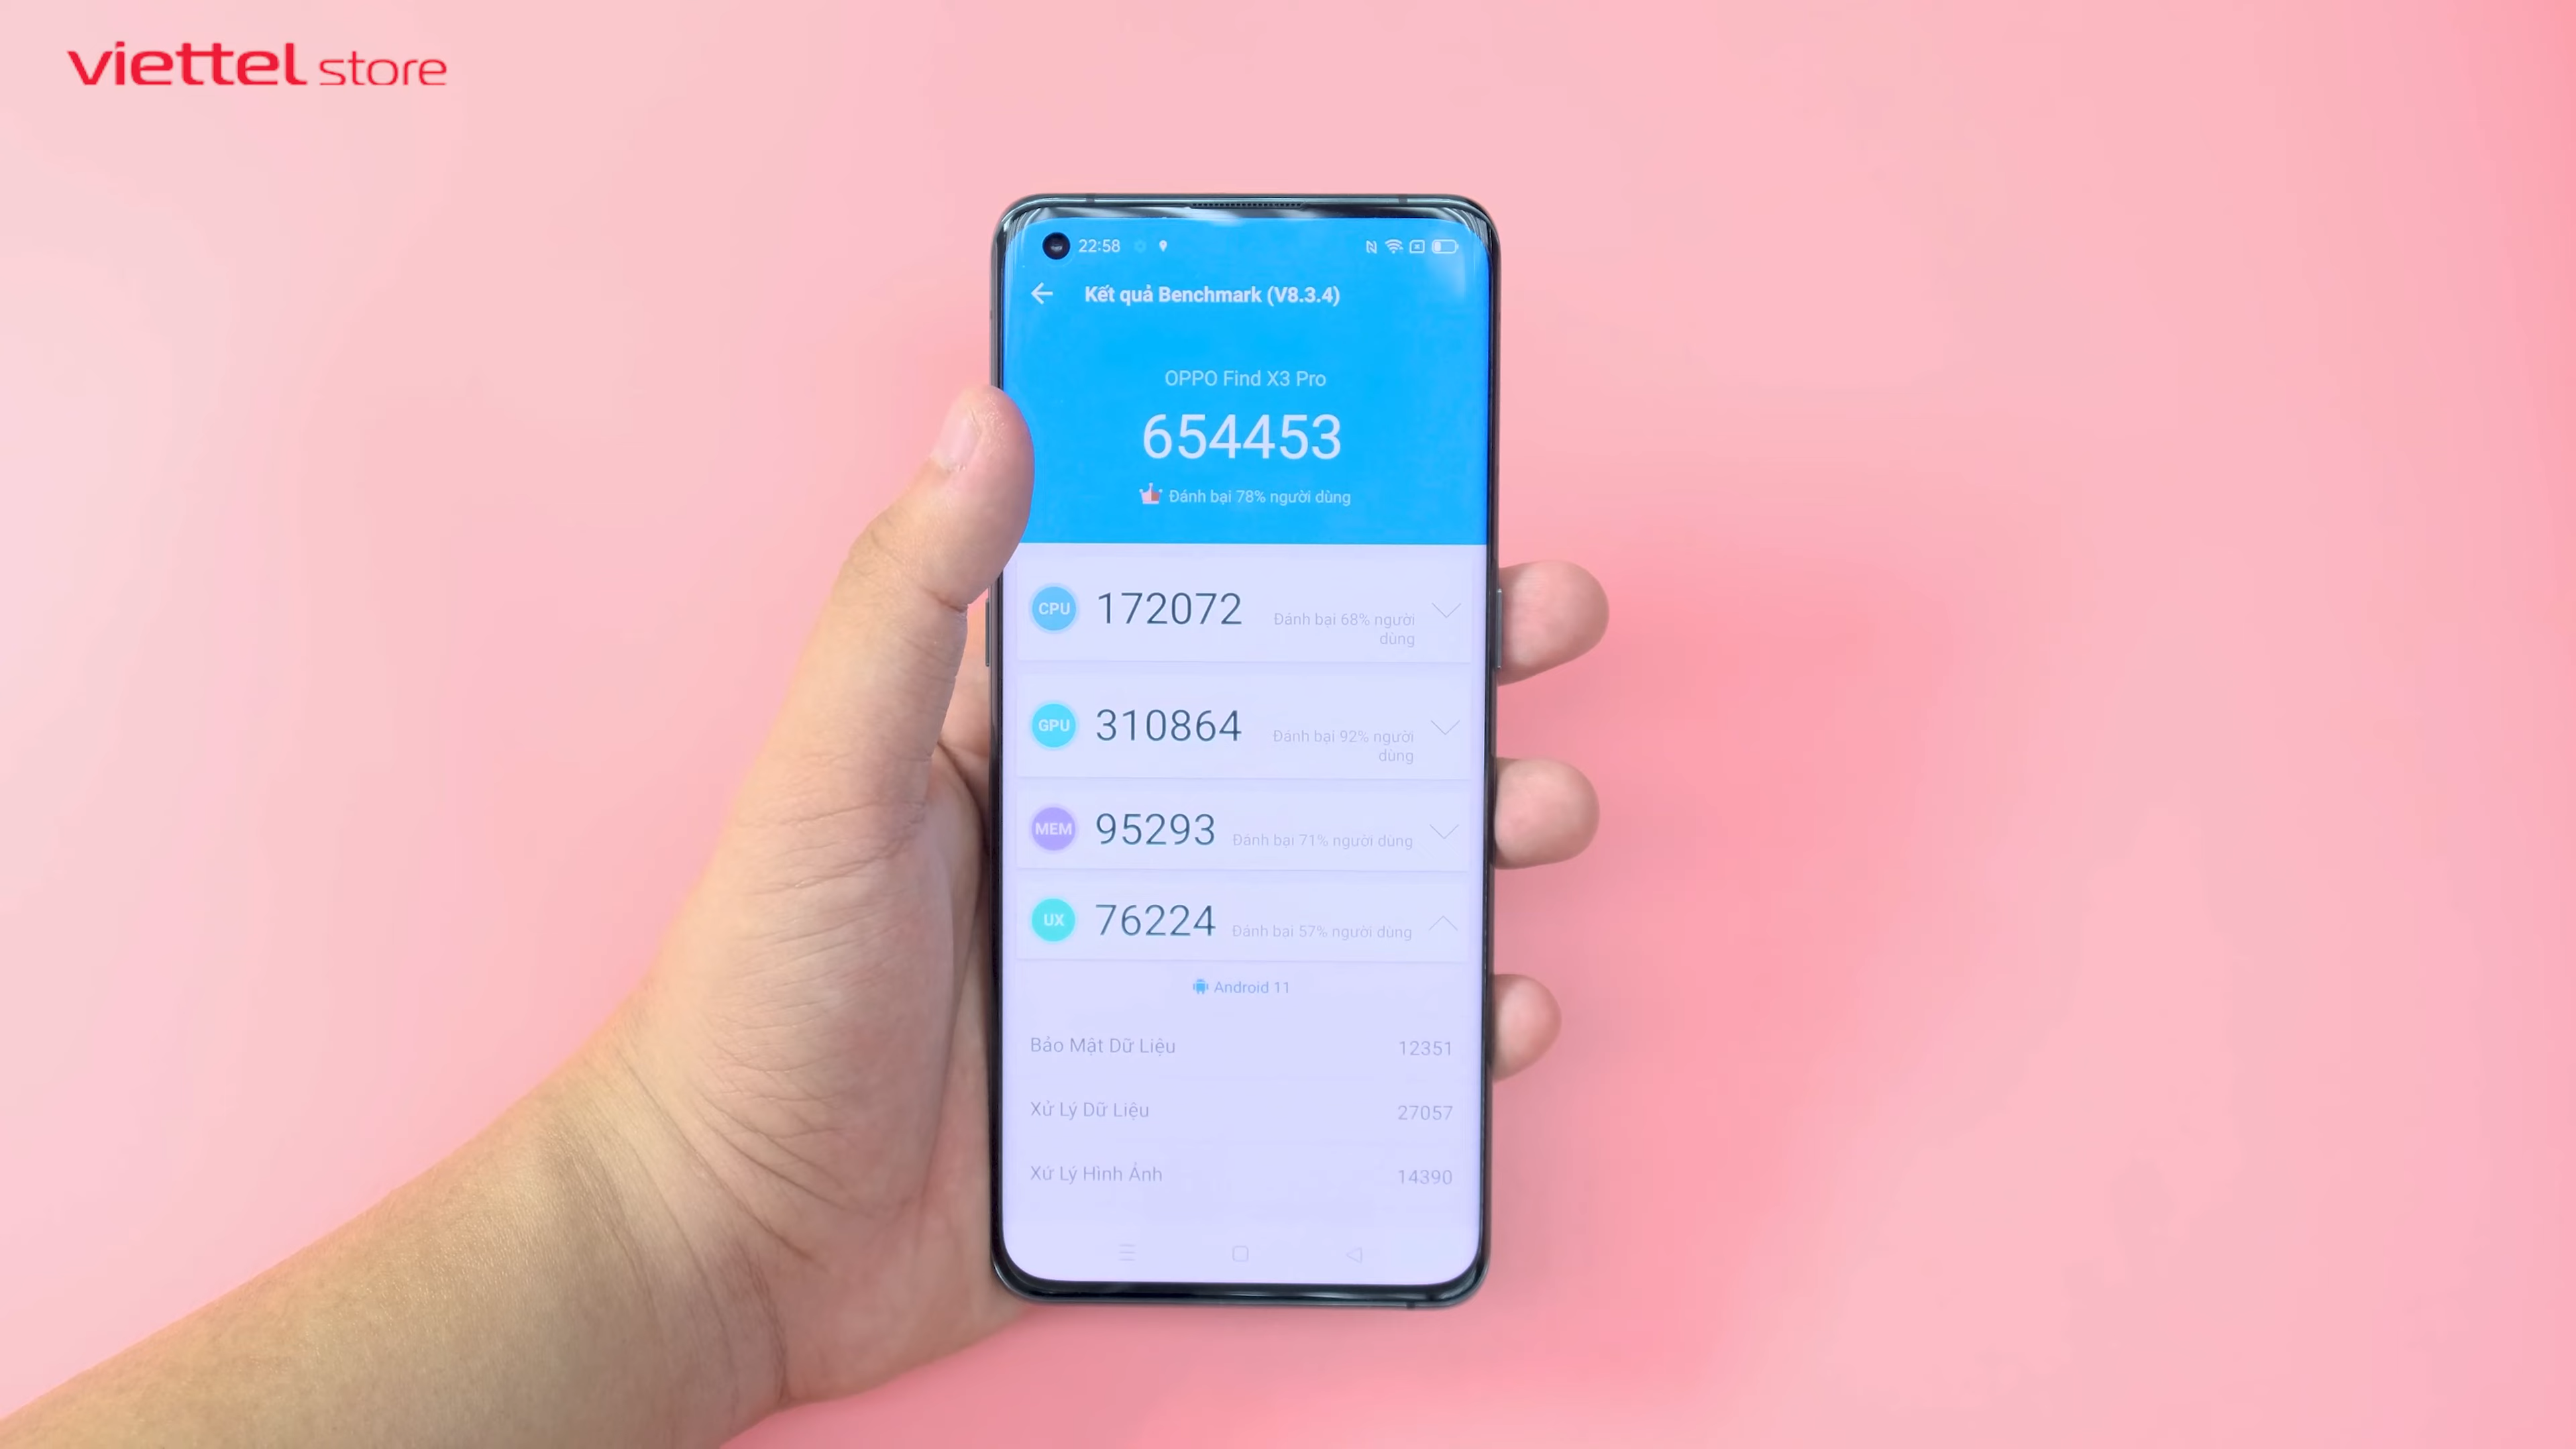 viettel store
22:58
Kết quả Benchmark (V8.3.4)
OPPO Find X3 Pro
654453
Đánh bại 78% người dùng
CPU 172072 Đánh bại 68% người
dùng
GPU 310864 Đánh bại 92% người
dùng
MEM 95293 Đánh bại 71% người dùng
UX 76224 Đánh bại 57% người dùng
Android 11
Bảo Mật Dữ Liệu 12351
Xử Lý Dữ Liệu 27057
Xử Lý Hình Ảnh 14390